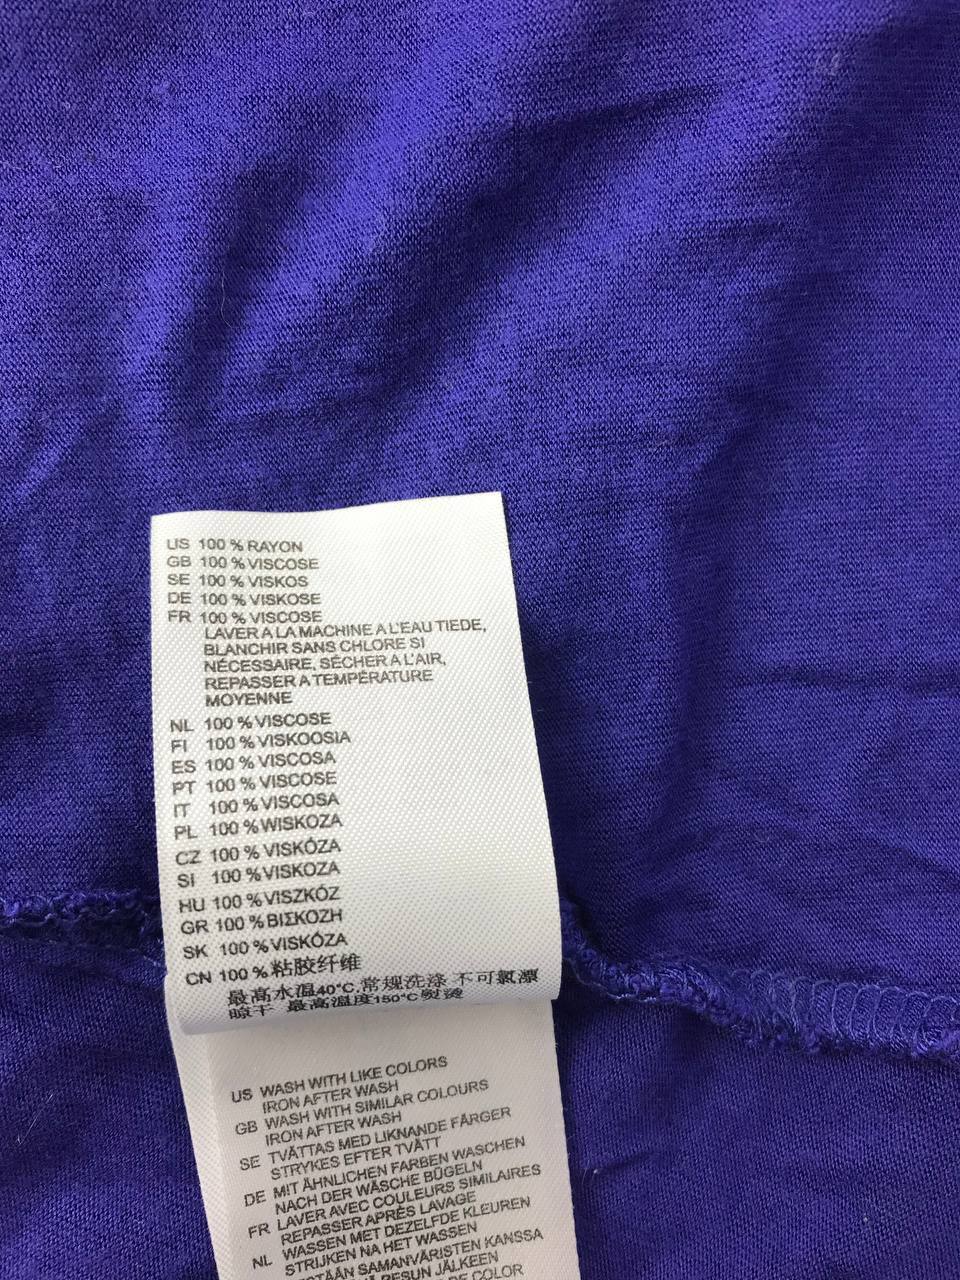 US 100 % RAYON
GB 100 % VISCOSE
SE 100 % VISKOS
DE 100 % VISKOSE
FR 100 % VISCOSE
LAVER A LA MACHINE A L'EAU TIEDE,
BLANCHIR SANS CHLORE SI
NÉCESSAIRE, SÉCHER A L'AIR,
REPASSER A TEMPÉRATURE
MOYENNE
NL 100 % VISCOSE
FI 100 % VISKOOSIA
ES 100 % VISCOSA
PT 100 % VISCOSE
IT 100 % VISCOSA
PL 100 % WISKOZA
CZ 100 % VISKÓZA
SI 100 % VISKOZA
HU 100 % VISZKÓZ
GR 100 % ΒΙΣΚΟΖΗ
SK 100 % VISKÓZA
CN 100 % 粘胶纤维
最高水温40°C,常规洗涤 不可氯漂
晾干 最高温度150°C熨烫
US WASH WITH LIKE COLORS
IRON AFTER WASH
GB WASH WITH SIMILAR COLOURS
IRON AFTER WASH
SE TVÄTTAS MED LIKNANDE FÄRGER
STRYKES EFTER TVÄTT
DE MIT ÄHNLICHEN FARBEN WASCHEN
NACH DER WÄSCHE BÜGELN
FR LAVER AVEC COULEURS SIMILAIRES
REPASSER APRÈS LAVAGE
NL WASSEN MET DEZELFDE KLEUREN
STRIJKEN NA HET WASSEN
SAMANVÄRISTEN KANSSA
JÄLKEEN
DE COLOR